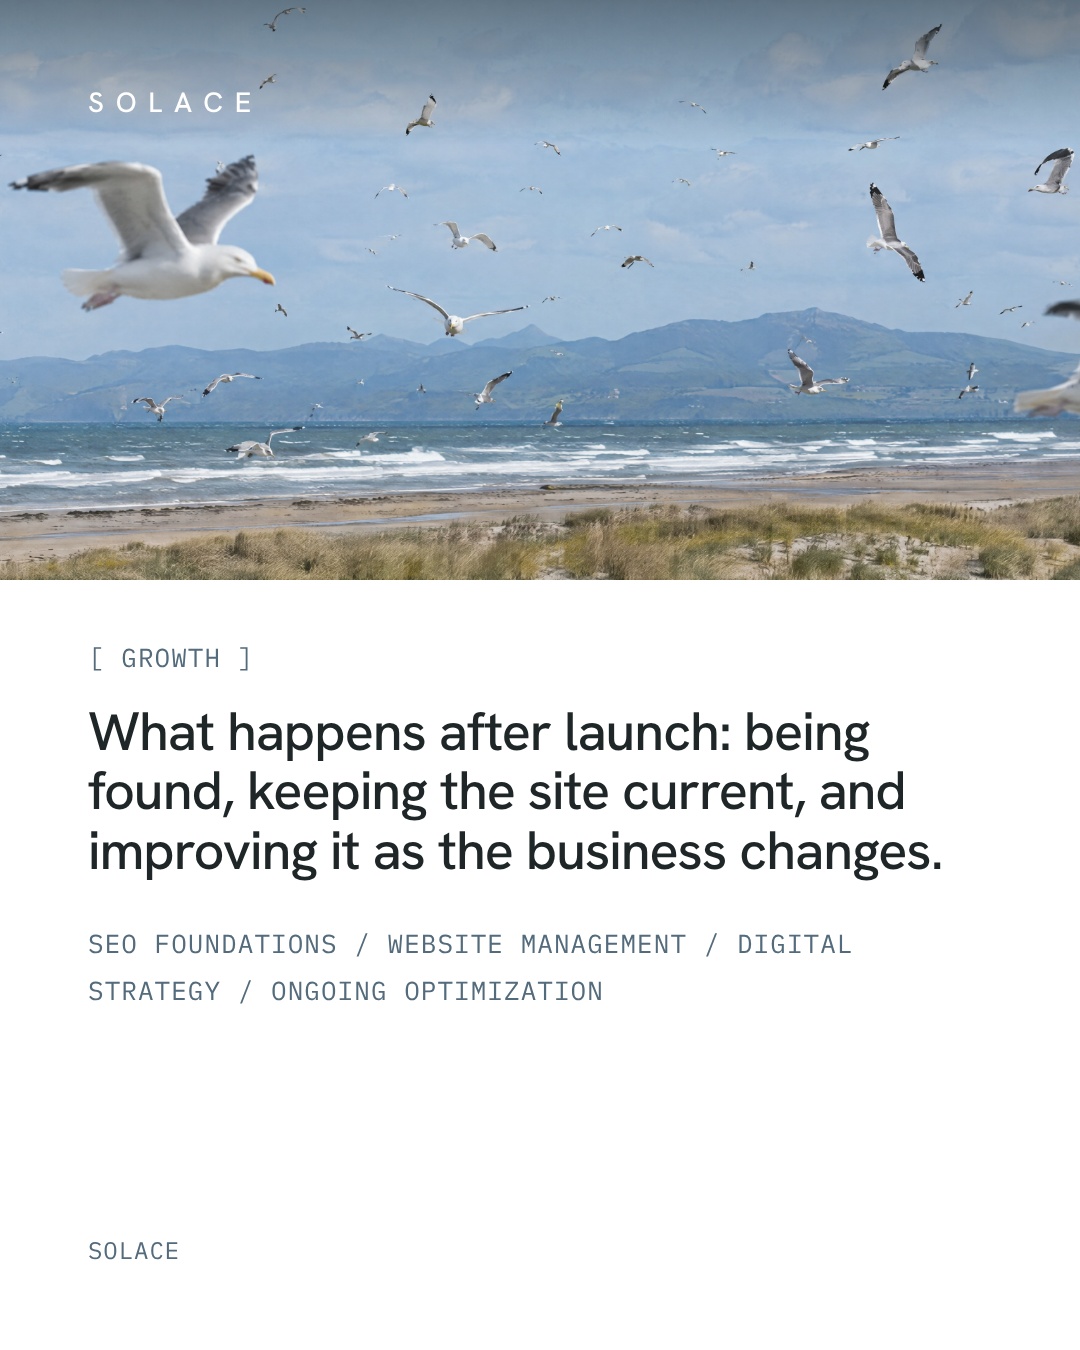 SOLACE
[ GROWTH ]
What happens after launch: being
found, keeping the site current, and
improving it as the business changes.
SEO FOUNDATIONS / WEBSITE MANAGEMENT / DIGITAL
STRATEGY / ONGOING OPTIMIZATION
SOLACE